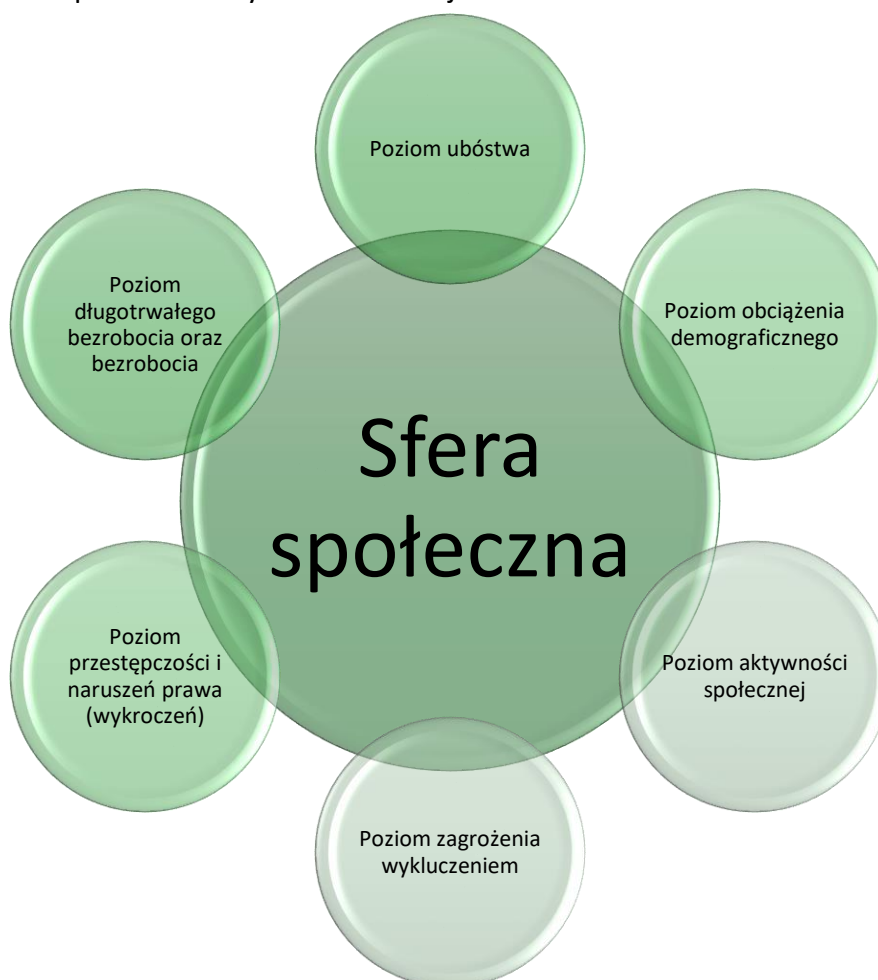 Poziom ubóstwa
Poziom obciążenia
demograficznego
Poziom aktywności
społecznej
Poziom zagrożenia
wykluczeniem
Poziom
przestępczości i
naruszeń prawa
(wykroczeń)
Poziom
długotrwałego
bezrobocia oraz
bezrobocia
Sfera
społeczna